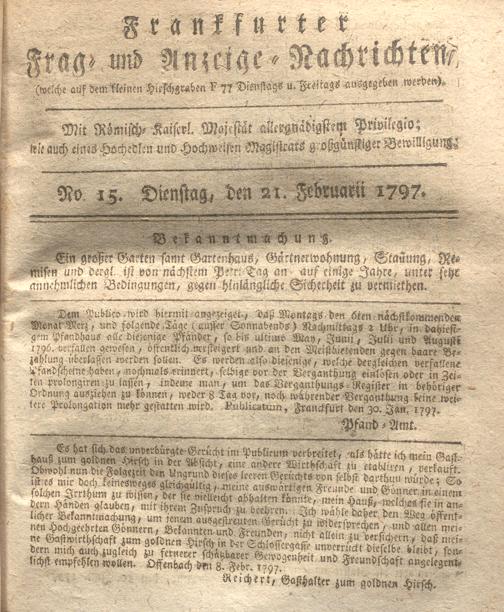 Frankfurter
Frag- und Anzeige-Nachrichten,
(welche auf dem kleinen Hirschgraben F 77 Dienstags u. Freitags ausgegeben werden).
Mit Römisch-Kaiserl. Majestät allergnädigstem Privilegio;
wie auch eines Hochedlen und Hochweisen Magistrats großgünstiger Bewilligung.
No. 15. Dienstag, den 21. Februarii 1797.
Bekanntmachung.
Ein großer Garten samt Gartenhaus, Gärtnerwohnung, Stallung, Re-
misen und dergl. ist von nächstem Petri Tag an, auf einige Jahre, unter sehr
annehmlichen Bedingungen, gegen hinlängliche Sicherheit zu vermiethen.
Dem Publico wird hiermit angezeiget, daß Montags den 6ten nächstkommenden
Monat Merz, und folgende Täge (ausser Sonnabends) Nachmittags 2 Uhr, in dahiesi-
gem Pfandhaus alle diejenige Pfänder, so bis ultimo May, Junii, Julii und Augusti
1796. verfallen gewesen, öffentlich versteigert und an den Meistbietenden gegen baare Be-
zahlung überlassen werden sollen. Es werden also diejenige, welche dergleichen verfallene
Pfandscheine haben, nochmals erinnert, selbige vor der Verganthung einlösen oder in Zei-
ten prolongiren zu lassen, indeme man, um das Verganthungs-Register in behöriger
Ordnung ausziehen zu können, weder 8 Tag vor, noch während der Verganthung keine wei-
tere Prolongation mehr gestatten wird. Publicatum, Franckfurt den 30. Jan. 1797.
Pfand-Amt.
Es hat sich das unverbürgte Gerücht im Publicum verbreitet, als hätte ich mein Gast-
hauß zum goldnen Hirsch in der Absicht, eine andere Wirthschaft zu etabliren, verkauft.
Obwohl nun die Folgezeit den Ungrund dieses leeren Gerüchts von selbst darthun würde; So
ist es mir doch keineswegs gleichgültig, meine auswärtigen Freunde und Gönner in einem
solchen Irrthum zu wissen, der sie vielleicht abhalten könnte, mein Hauß, welches sie in an-
dern Händen glauben, mit ihrem Zuspruch zu beehren: Ich wähle daher den Weg öffent-
licher Bekanntmachung, um jenem ausgestreuten Gerücht zu widersprechen, und allen mei-
nen Hochgeehrten Gönnern, Bekannten und Freunden, nicht allein zu versichern, daß mei-
ne Gastwirthschaft zum goldnen Hirsch in der Schlossergasse unverrückt dieselbe bleibt, son-
dern mich auch zugleich zu fernerer schäzbarer Gewogenheit und Freundschaft angelegent-
lichst empfehlen wollen. Offenbach den 8. Febr. 1797.
Reichert, Gasthalter zum goldnen Hirsch.